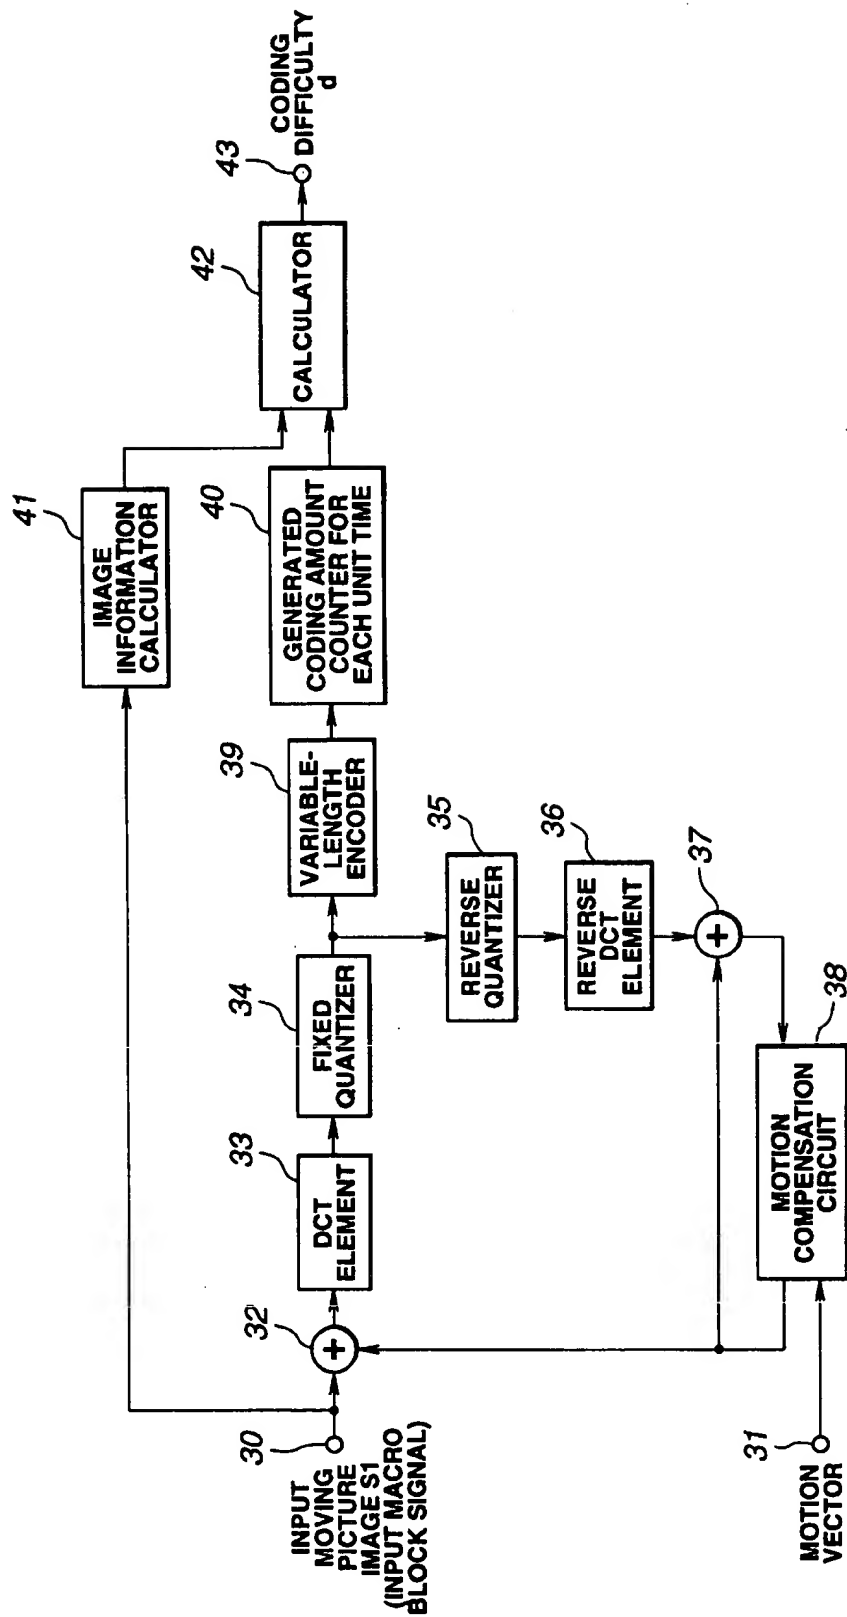 INPUT
MOVING
PICTURE
IMAGE S1
(INPUT MACRO
BLOCK SIGNAL)
30
32
33
DCT
ELEMENT
34
FIXED
QUANTIZER
39
VARIABLE-
LENGTH
ENCODER
40
GENERATED
CODING AMOUNT
COUNTER FOR
EACH UNIT TIME
41
IMAGE
INFORMATION
CALCULATOR
42
CALCULATOR
43
CODING
DIFFICULTY
d
35
REVERSE
QUANTIZER
36
REVERSE
DCT
ELEMENT
37
38
MOTION
COMPENSATION
CIRCUIT
31
MOTION
VECTOR
+
+